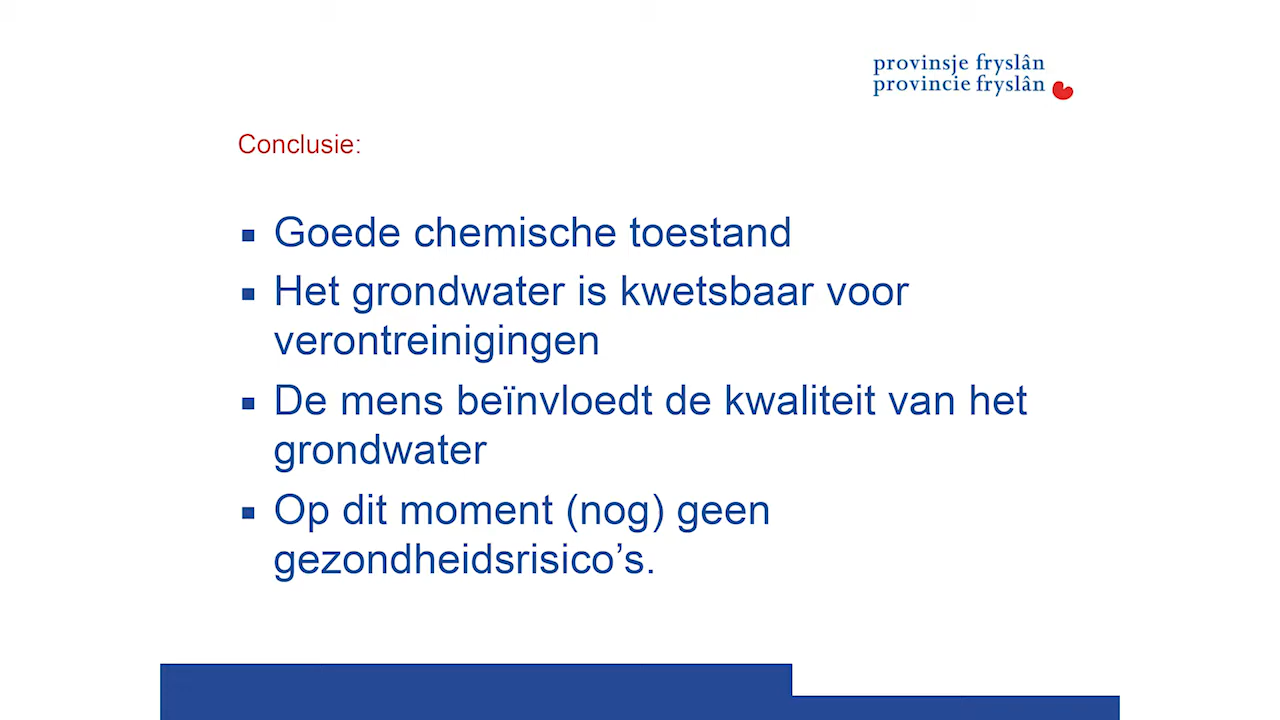 provinsje fryslân
provincie fryslân
Conclusie:
▪ Goede chemische toestand
▪ Het grondwater is kwetsbaar voor
verontreinigingen
▪ De mens beïnvloedt de kwaliteit van het
grondwater
▪ Op dit moment (nog) geen
gezondheidsrisico’s.